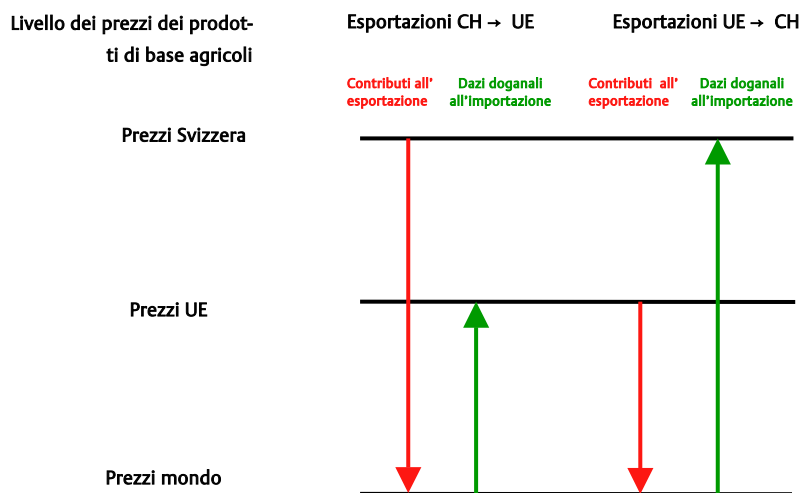 Livello dei prezzi dei prodot-
ti di base agricoli
Esportazioni CH → UE
Esportazioni UE → CH
Contributi all'
esportazione
Dazi doganali
all'importazione
Contributi all'
esportazione
Dazi doganali
all'importazione
Prezzi Svizzera
Prezzi UE
Prezzi mondo